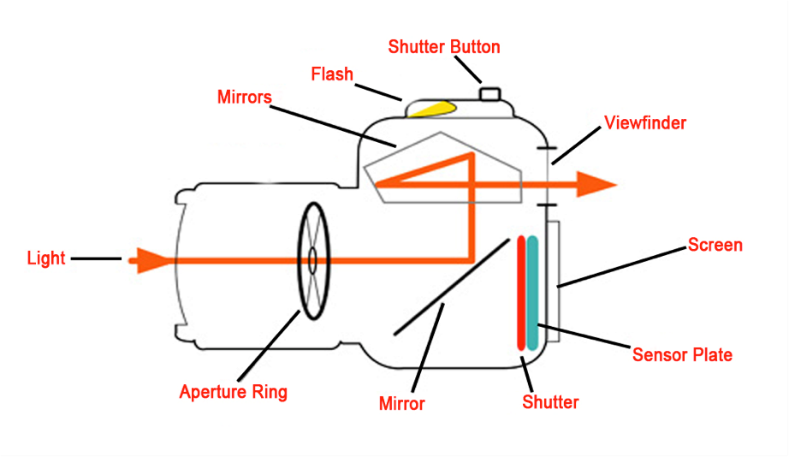 Shutter Button
Flash
Mirrors
Viewfinder
Screen
Light
Sensor Plate
Aperture Ring
Mirror
Shutter